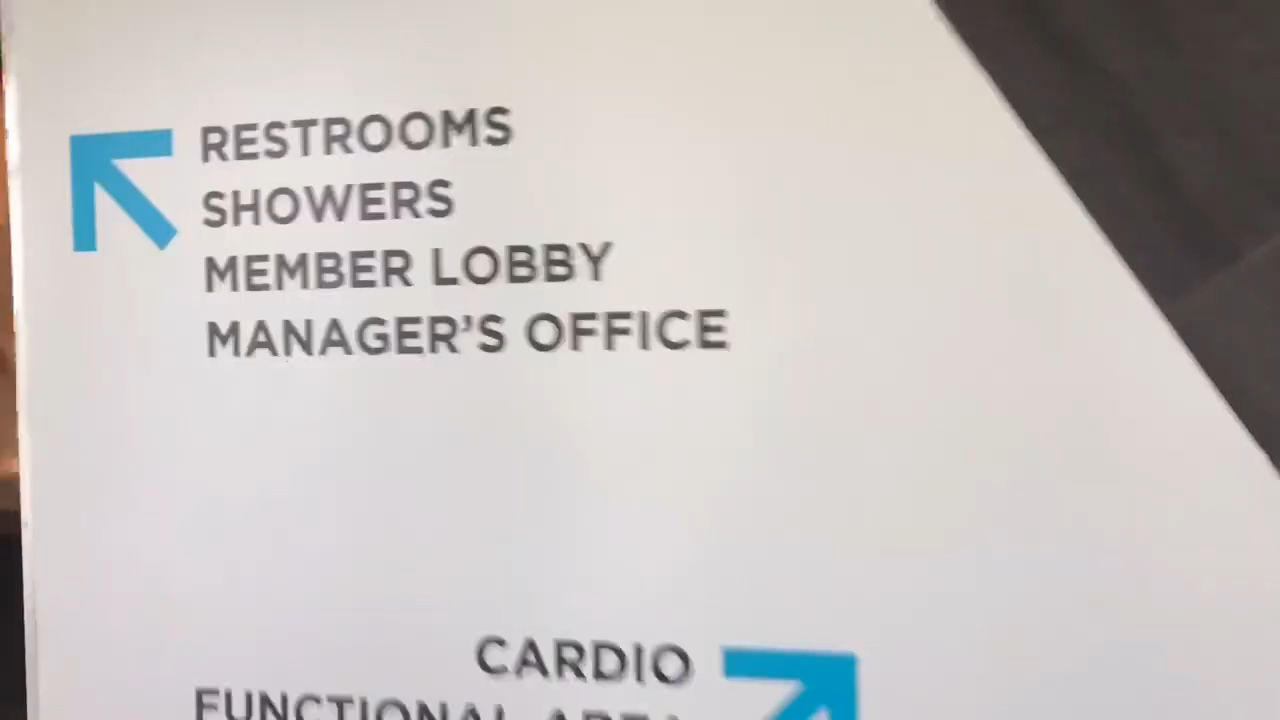 RESTROOMS
SHOWERS
MEMBER LOBBY
MANAGER'S OFFICE
CARDIO
FUNCTIONAL AREA